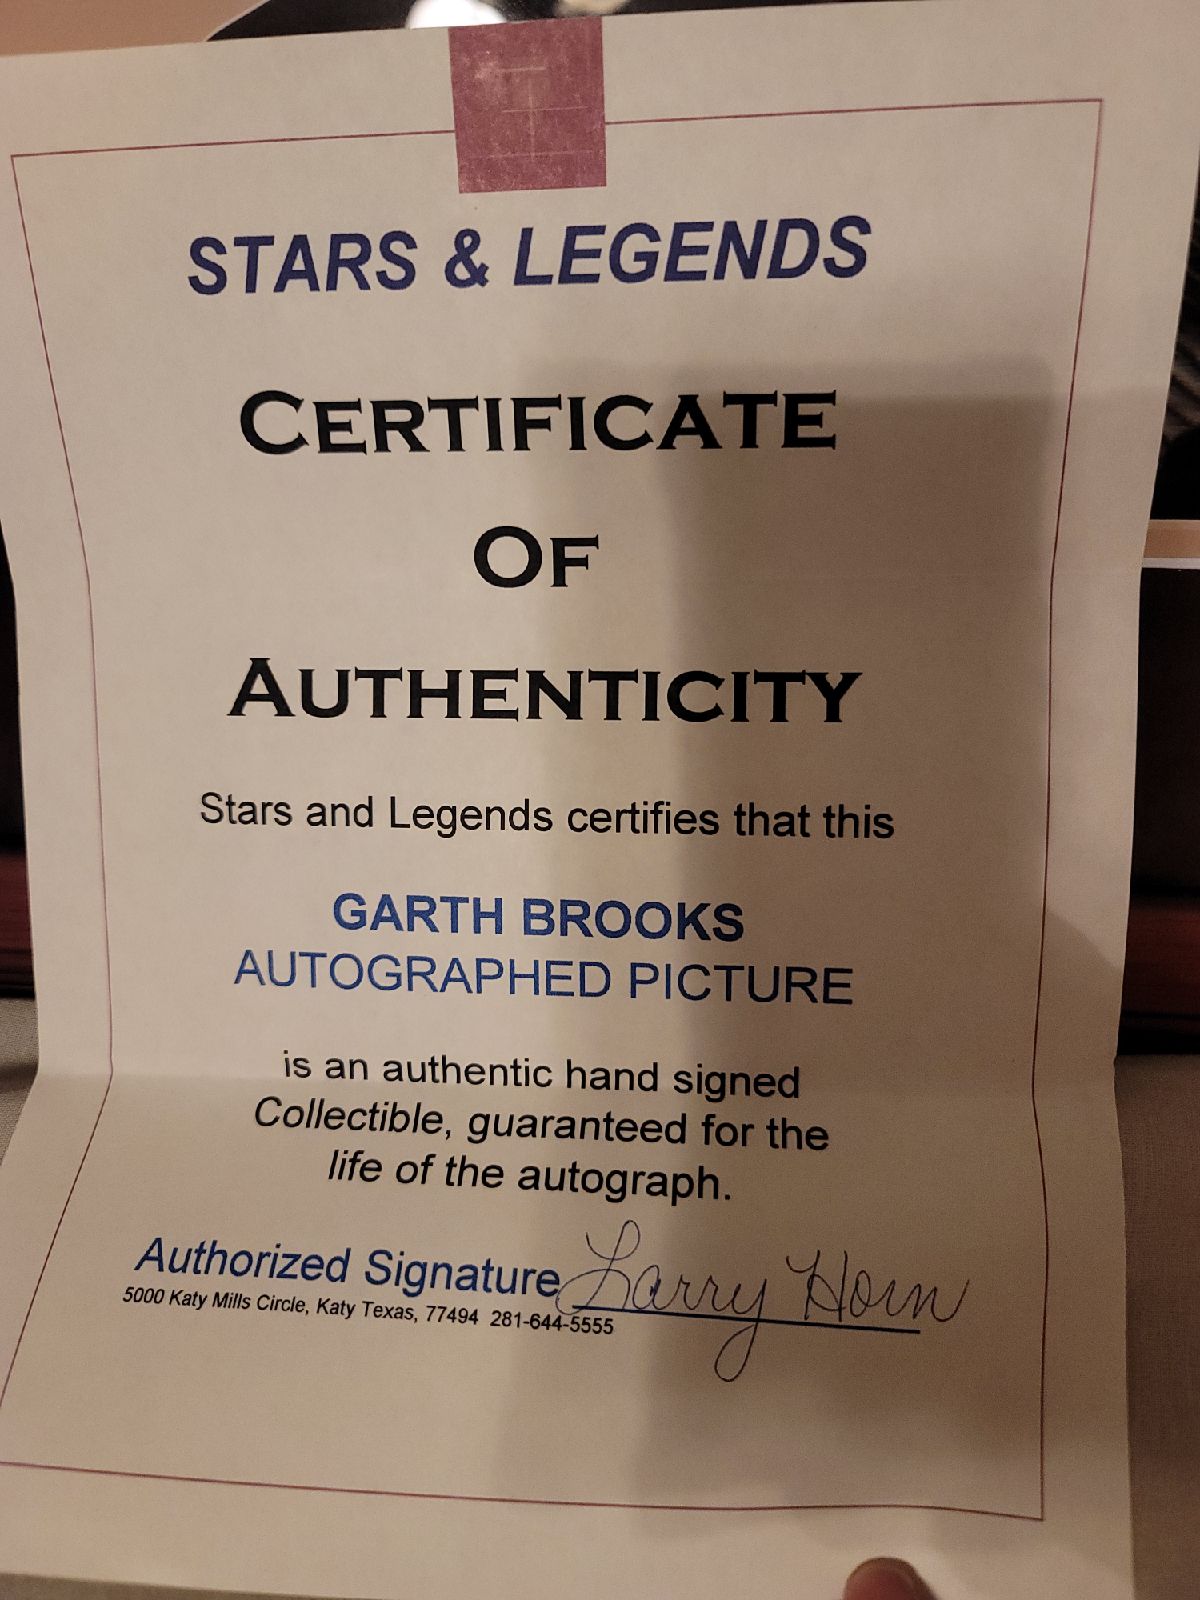 STARS & LEGENDS
CERTIFICATE
OF
AUTHENTICITY
Stars and Legends certifies that this
GARTH BROOKS
AUTOGRAPHED PICTURE
is an authentic hand signed
Collectible, guaranteed for the
life of the autograph.
Authorized Signature Larry Horn
5000 Katy Mills Circle, Katy Texas, 77494 281-644-5555